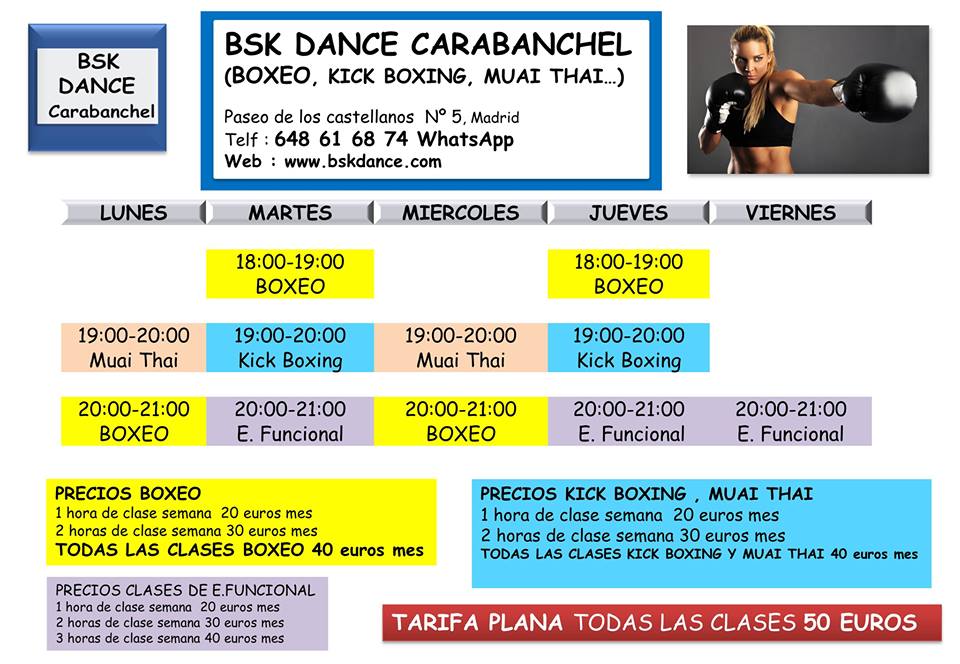 BSK
DANCE
Carabanchel
BSK DANCE CARABANCHEL
(BOXEO, KICK BOXING, MUAI THAI...)
Paseo de los castellanos Nº 5, Madrid
Telf : 648 61 68 74 WhatsApp
Web : www.bskdance.com
LUNES MARTES MIERCOLES JUEVES VIERNES
18:00-19:00 18:00-19:00
BOXEO BOXEO
19:00-20:00 19:00-20:00 19:00-20:00 19:00-20:00
Muai Thai Kick Boxing Muai Thai Kick Boxing
20:00-21:00 20:00-21:00 20:00-21:00 20:00-21:00 20:00-21:00
BOXEO E. Funcional BOXEO E. Funcional E. Funcional
PRECIOS BOXEO
1 hora de clase semana 20 euros mes
2 horas de clase semana 30 euros mes
TODAS LAS CLASES BOXEO 40 euros mes
PRECIOS KICK BOXING , MUAI THAI
1 hora de clase semana 20 euros mes
2 horas de clase semana 30 euros mes
TODAS LAS CLASES KICK BOXING Y MUAI THAI 40 euros mes
PRECIOS CLASES DE E.FUNCIONAL
1 hora de clase semana 20 euros mes
2 horas de clase semana 30 euros mes
3 horas de clase semana 40 euros mes
TARIFA PLANA TODAS LAS CLASES 50 EUROS